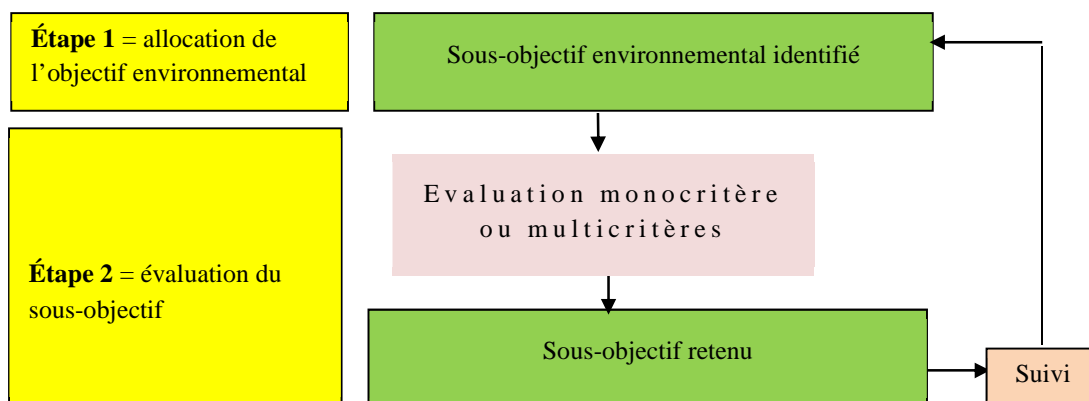 Étape 1 = allocation de
l’objectif environnemental
Sous-objectif environnemental identifié
Evaluation monocritère
ou multicritères
Étape 2 = évaluation du
sous-objectif
Sous-objectif retenu
Suivi